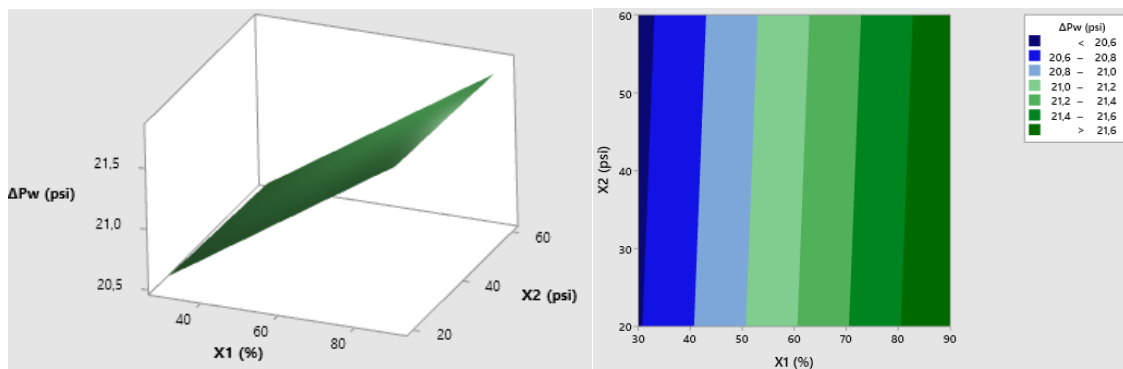 21,5
ΔPw (psi)
21,0
20,5
60
40
X2 (psi)
20
40
60
80
X1 (%)
60
50
X2 (psi)
40
30
20
30 40 50 60 70 80 90
X1 (%)
ΔPw (psi)
< 20,6
20,6 – 20,8
20,8 – 21,0
21,0 – 21,2
21,2 – 21,4
21,4 – 21,6
> 21,6